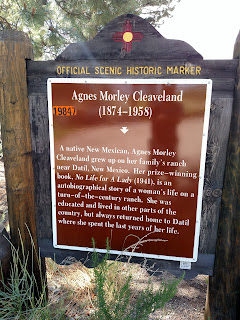 OFFICIAL SCENIC HISTORIC MARKER
Agnes Morley Cleaveland
(1874-1958)
19847
A native New Mexican, Agnes Morley
Cleaveland grew up on her family's ranch
near Datil, New Mexico. Her prize-winning
book, No Life for A Lady (1941), is an
autobiographical story of a woman's life on a
turn-of-the-century ranch. She was
educated and lived in other parts of the
country, but always returned home to Datil
where she spent the last years of her life.